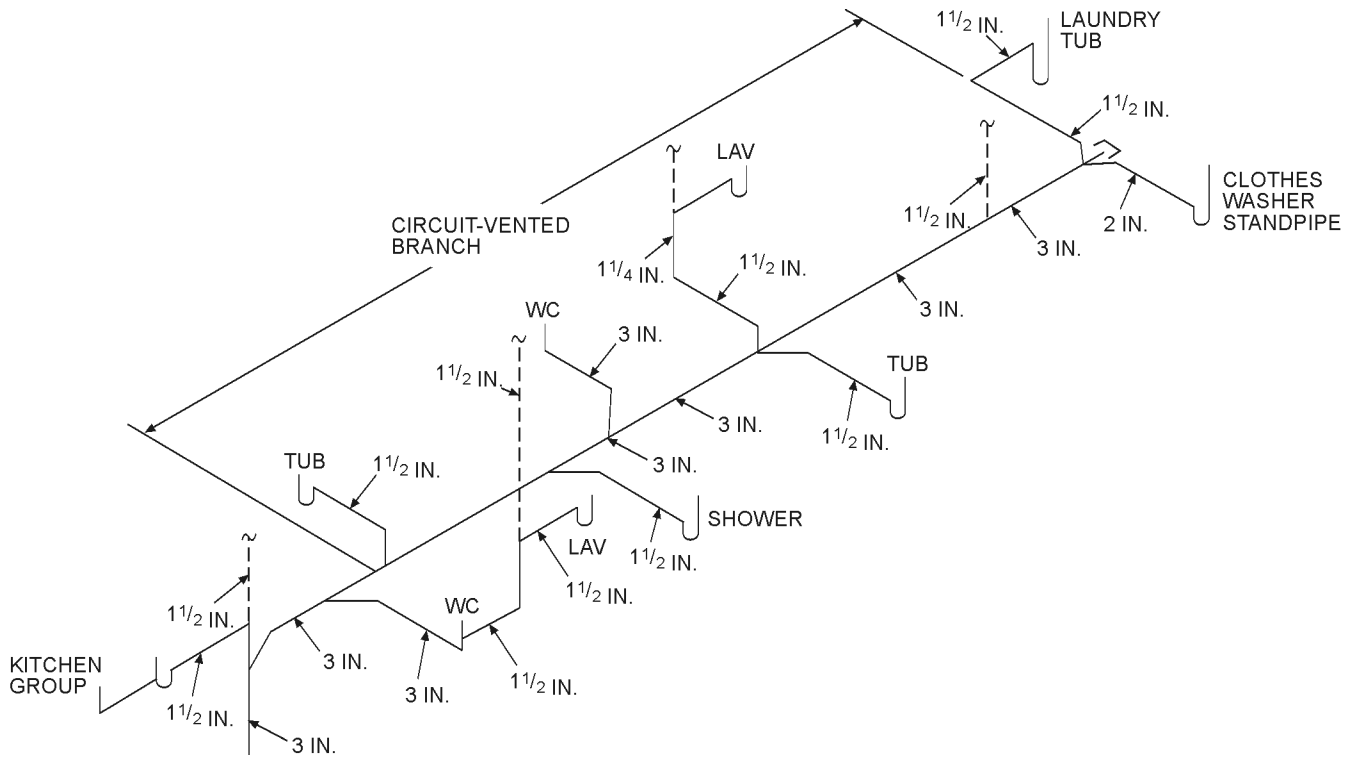 1 1/2 IN.
LAUNDRY
TUB
1 1/2 IN.
LAV
CLOTHES
WASHER
STANDPIPE
1 1/2 IN.
2 IN.
CIRCUIT-VENTED
BRANCH
3 IN.
1 1/4 IN.
1 1/2 IN.
3 IN.
WC
3 IN.
TUB
1 1/2 IN.
3 IN.
1 1/2 IN.
TUB
1 1/2 IN.
3 IN.
SHOWER
LAV
1 1/2 IN.
1 1/2 IN.
WC
1 1/2 IN.
KITCHEN
GROUP
3 IN.
3 IN.
1 1/2 IN.
1 1/2 IN.
3 IN.